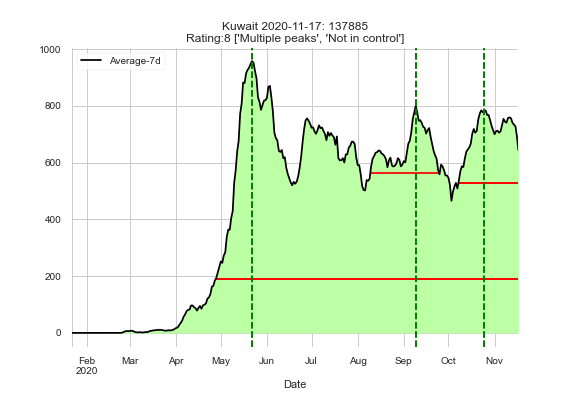 Kuwait 2020-11-17: 137885
Rating:8 ['Multiple peaks', 'Not in control']
Average-7d
1000
800
600
400
200
0
Feb Mar Apr May Jun Jul Aug Sep Oct Nov
2020
Date